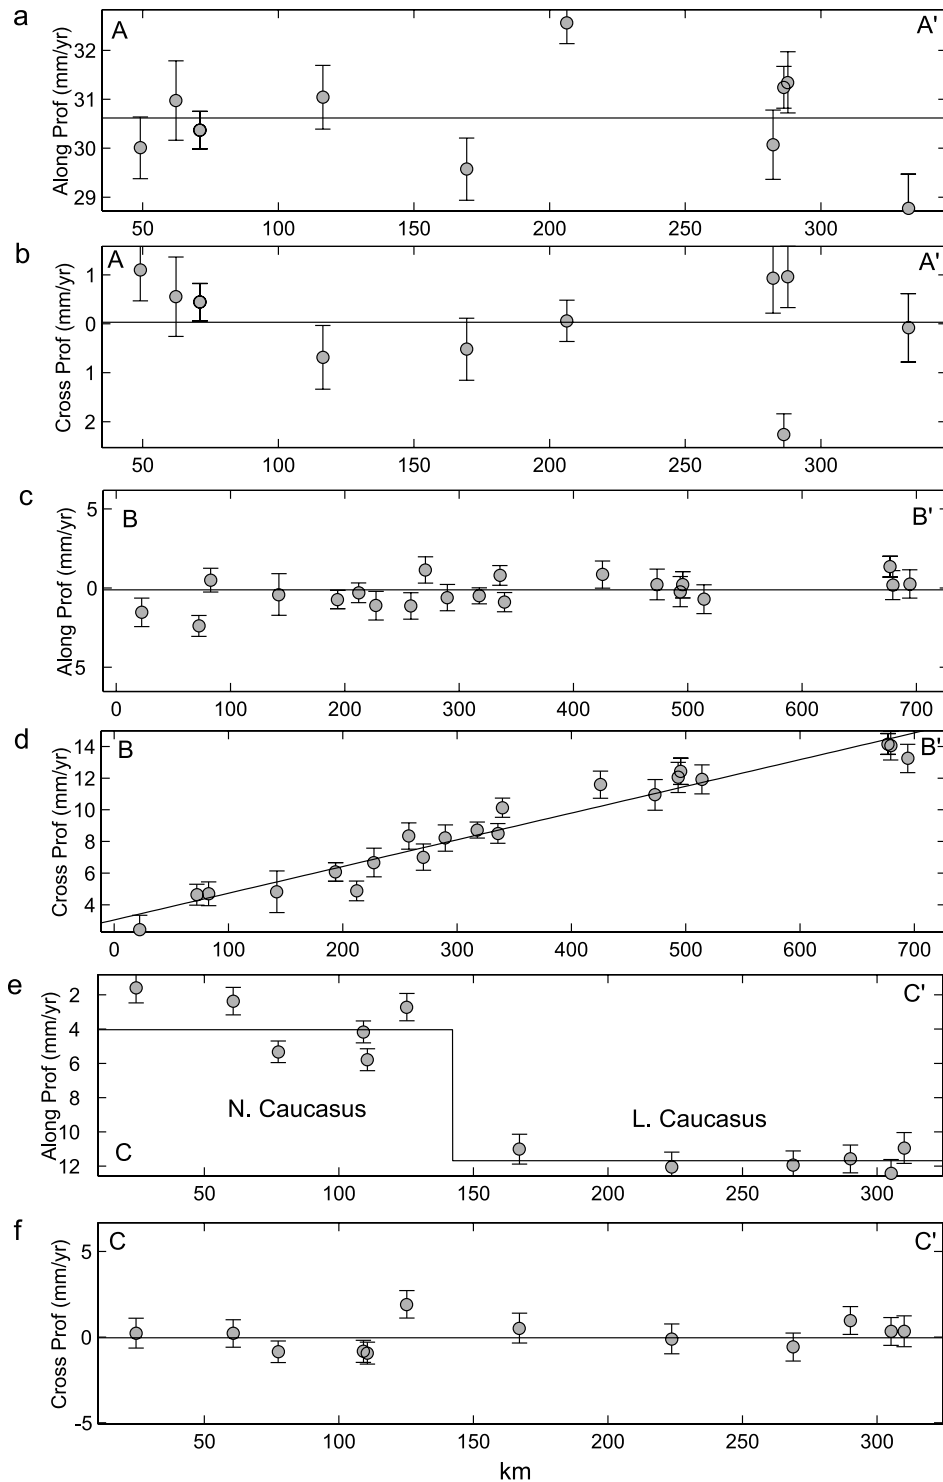 a
A
A'
Along Prof (mm/yr)
32
31
30
29
50
100
150
200
250
300
b
A
A'
Cross Prof (mm/yr)
1
0
1
2
50
100
150
200
250
300
c
B
B'
Along Prof (mm/yr)
5
0
5
0
100
200
300
400
500
600
700
d
B
B'
Cross Prof (mm/yr)
14
12
10
8
6
4
0
100
200
300
400
500
600
700
e
C'
Along Prof (mm/yr)
2
4
6
8
10
12
N. Caucasus
L. Caucasus
C
50
100
150
200
250
300
f
C
C'
Cross Prof (mm/yr)
5
0
-5
50
100
150
200
250
300
km